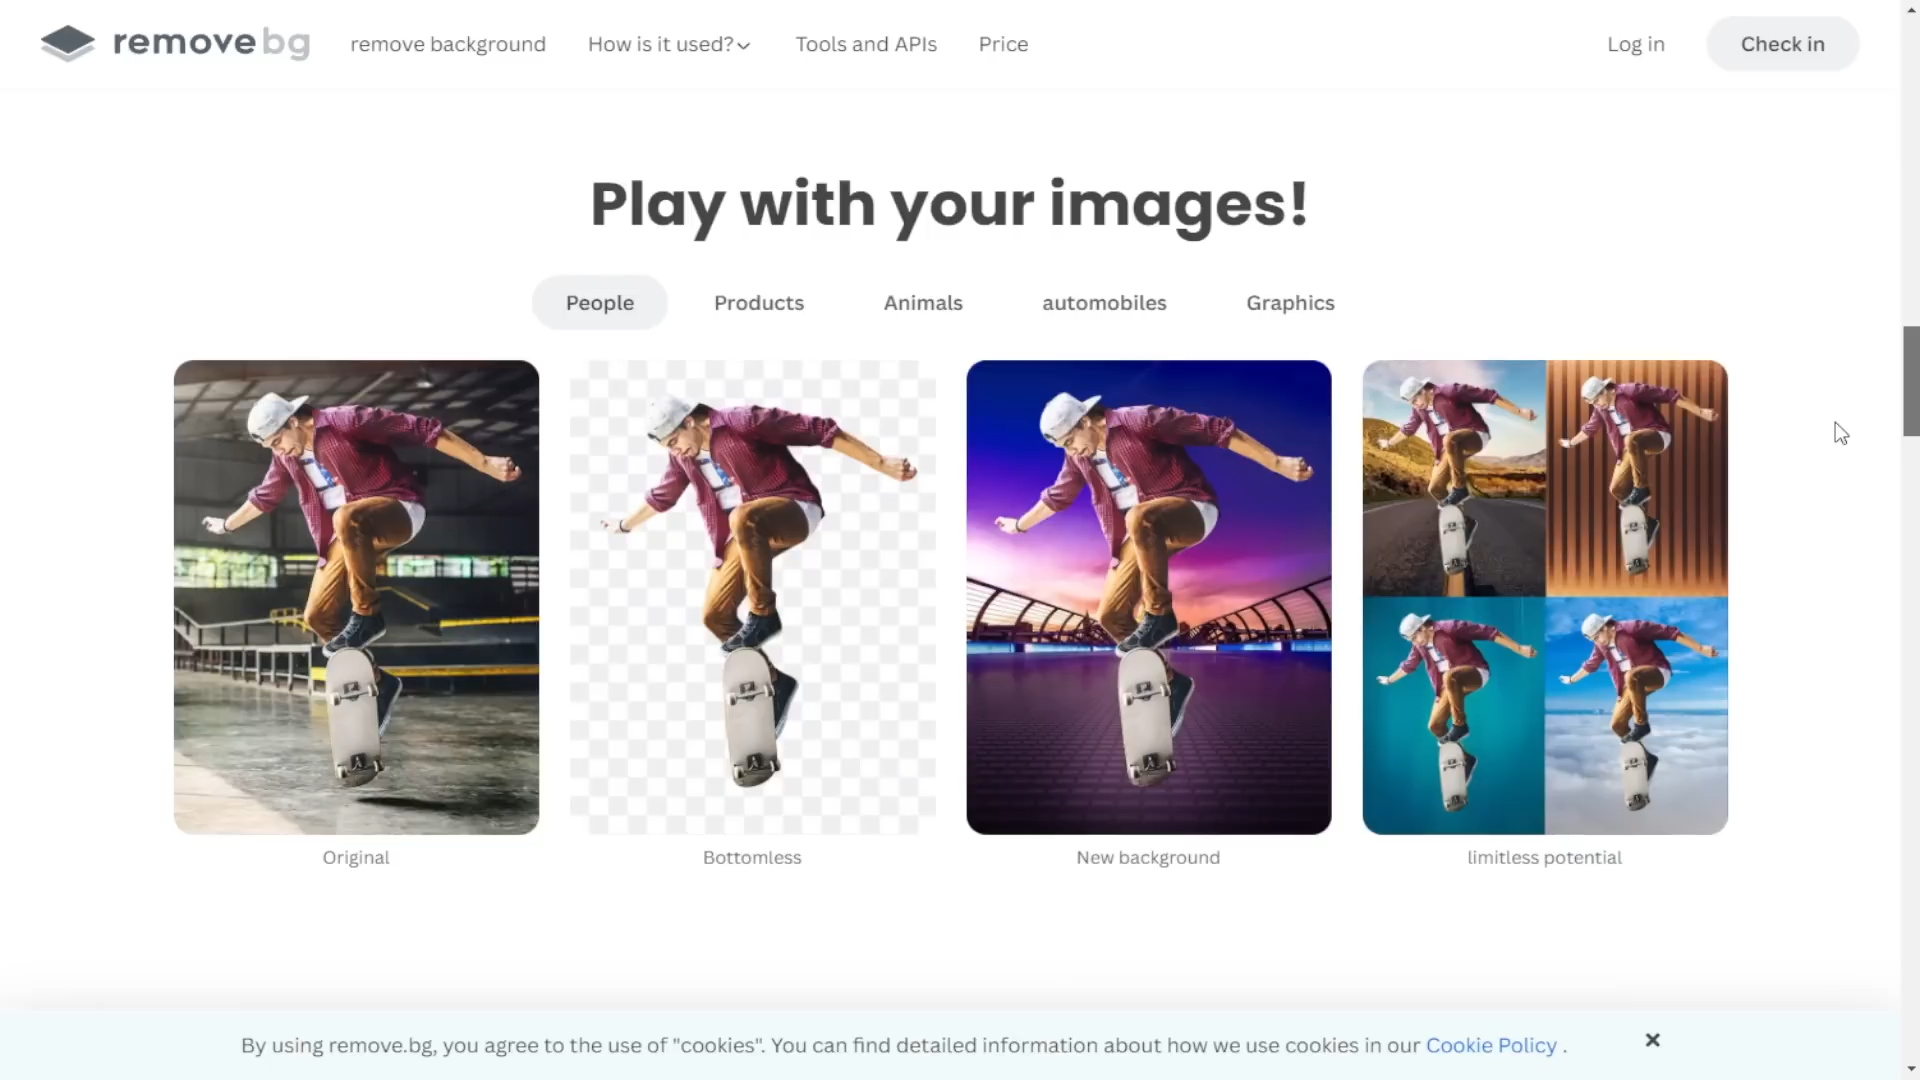 removebg
remove background
How is it used?
Tools and APIs
Price
Log in
Check in
Play with your images!
People
Products
Animals
automobiles
Graphics
Original
Bottomless
New background
limitless potential
By using remove.bg, you agree to the use of "cookies". You can find detailed information about how we use cookies in our Cookie Policy .